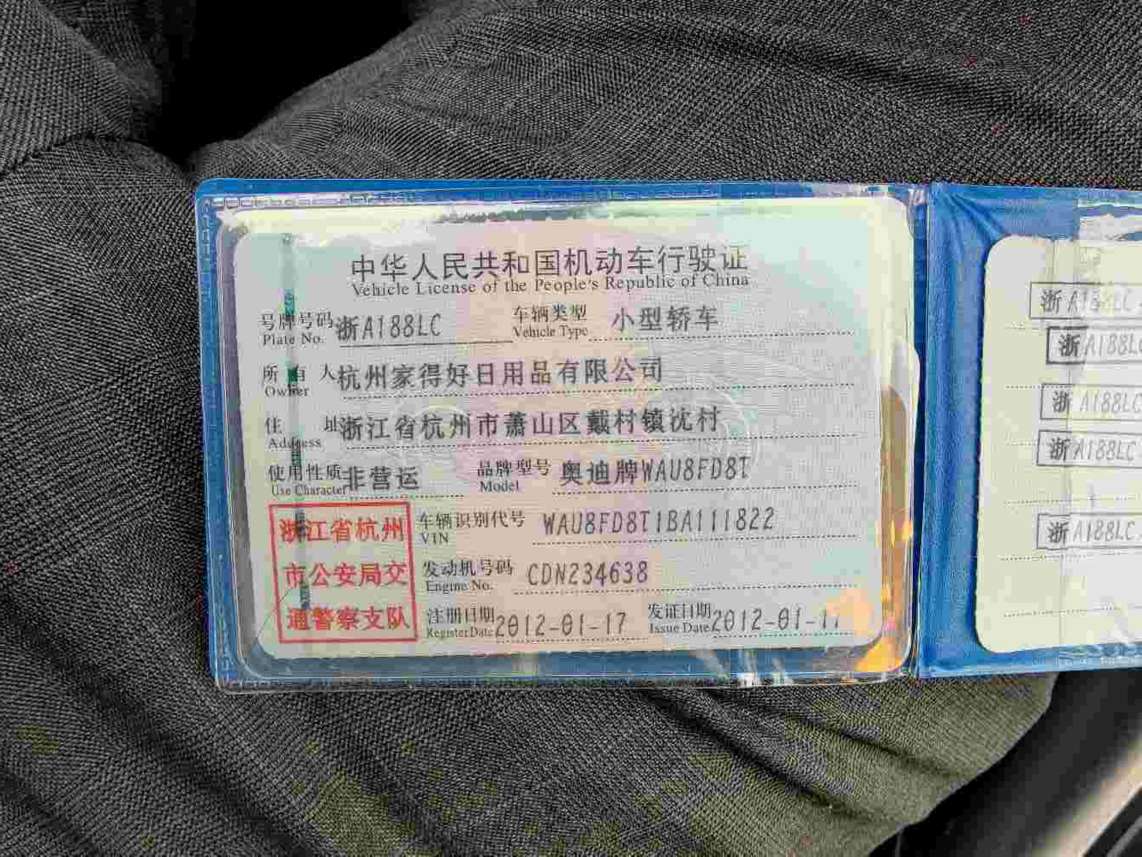 中华人民共和国机动车行驶证
Vehicle License of the People's Republic of China
号牌号码 浙A188LC 车辆类型 小型轿车
Plate No. Vehicle Type
所有人 杭州家得好日用品有限公司
Owner
住址 浙江省杭州市萧山区戴村镇沈村
Address
使用性质 非营运 品牌型号 奥迪牌WAU8FD8T
Use Character Model
浙江省杭州
市公安局交
通警察支队
车辆识别代号 WAU8FD8T1BA111822
VIN
发动机号码 CDN234638
Engine No.
注册日期 2012-01-17 发证日期 2012-01-17
Register Date Issue Date
浙A188LC
浙A188LC
浙A188LC
浙A188LC
浙A188LC